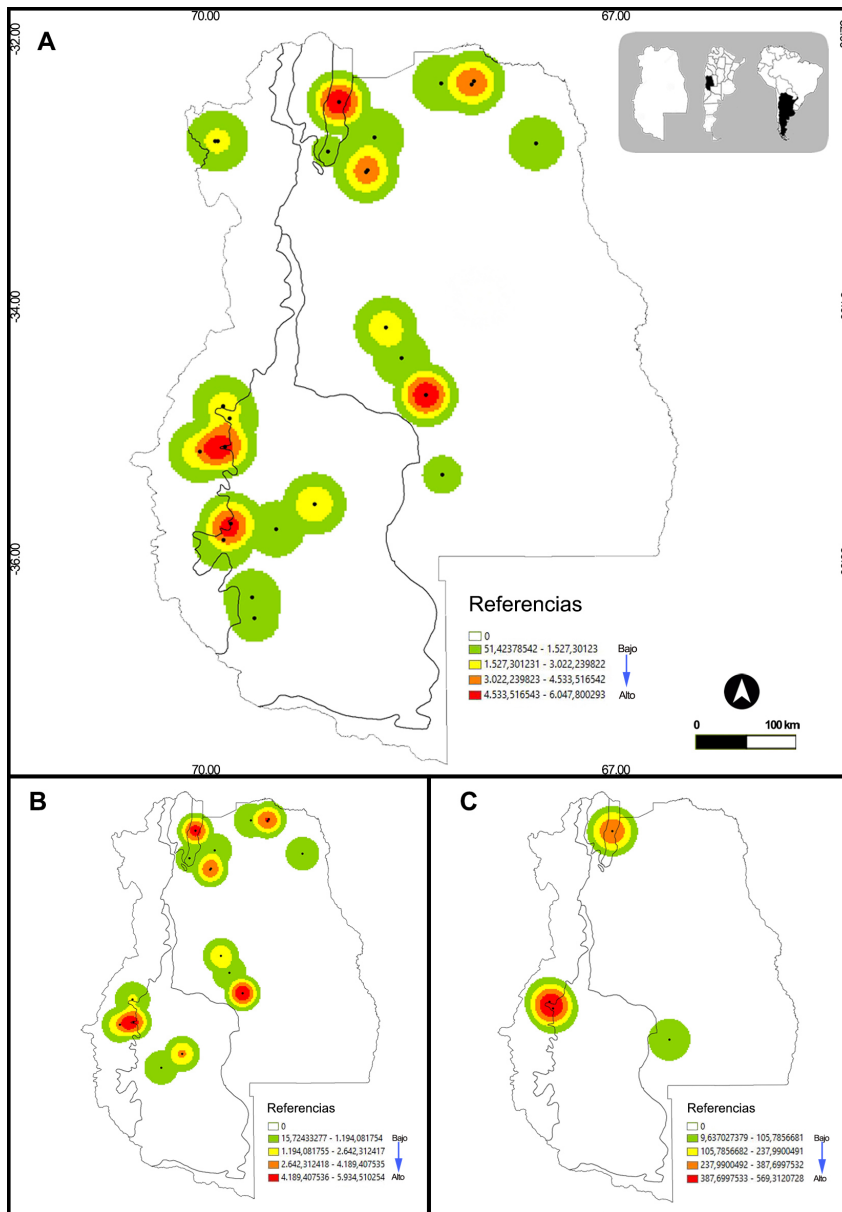 70.00
67.00
-32.00
A
-34.00
-36.00
Referencias
0
51,42378542 - 1.527,30123
Bajo
1.527,301231 - 3.022,239822
3.022,239823 - 4.533,516542
4.533,516543 - 6.047,800293
Alto
0
100 km
70.00
67.00
B
C
Referencias
0
15,72433277 - 1.194,081754
Bajo
1.194,081755 - 2.642,312417
2.642,312418 - 4.189,407535
4.189,407536 - 5.934,510254
Alto
Referencias
0
9,637027379 - 105,7856681
Bajo
105,7856682 - 237,9900491
237,9900492 - 387,6997532
387,6997533 - 569,3120728
Alto